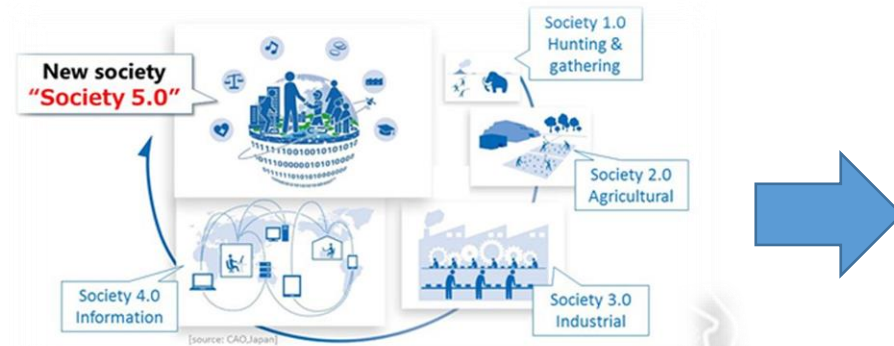 Society 1.0
Hunting &
gathering
New society
“Society 5.0”
Society 2.0
Agricultural
Society 4.0
Information
Society 3.0
Industrial
[source: CAO,Japan]